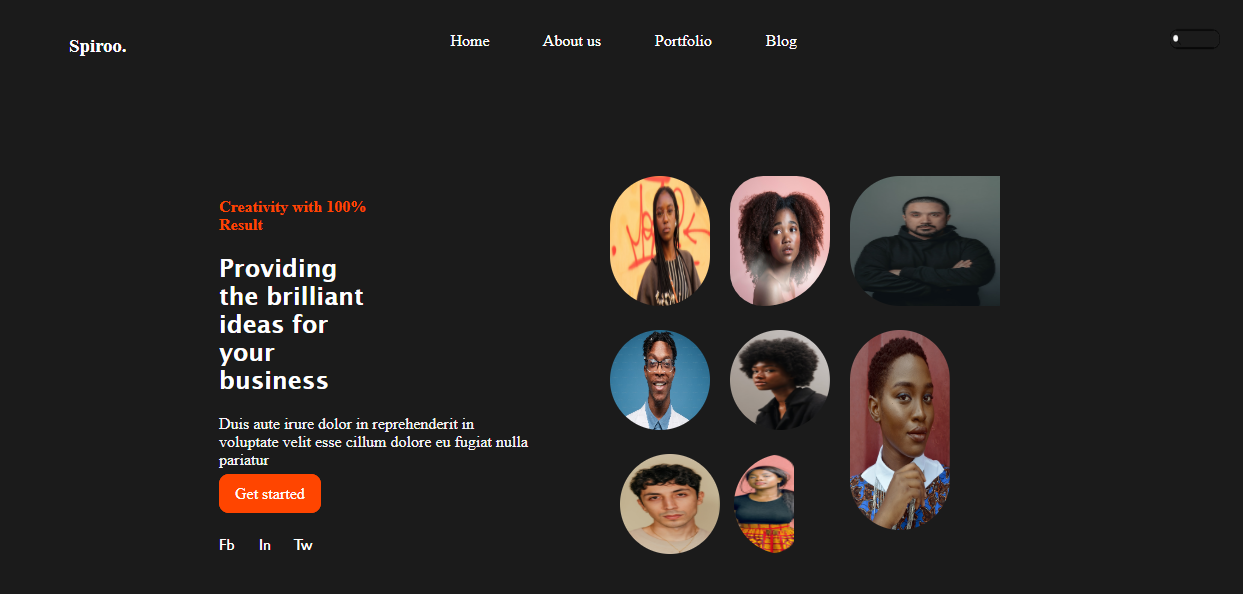 Spiroo.
Home
About us
Portfolio
Blog
Creativity with 100%
Result
Providing
the brilliant
ideas for
your
business
Duis aute irure dolor in reprehenderit in
voluptate velit esse cillum dolore eu fugiat nulla
pariatur
Get started
Fb
In
Tw